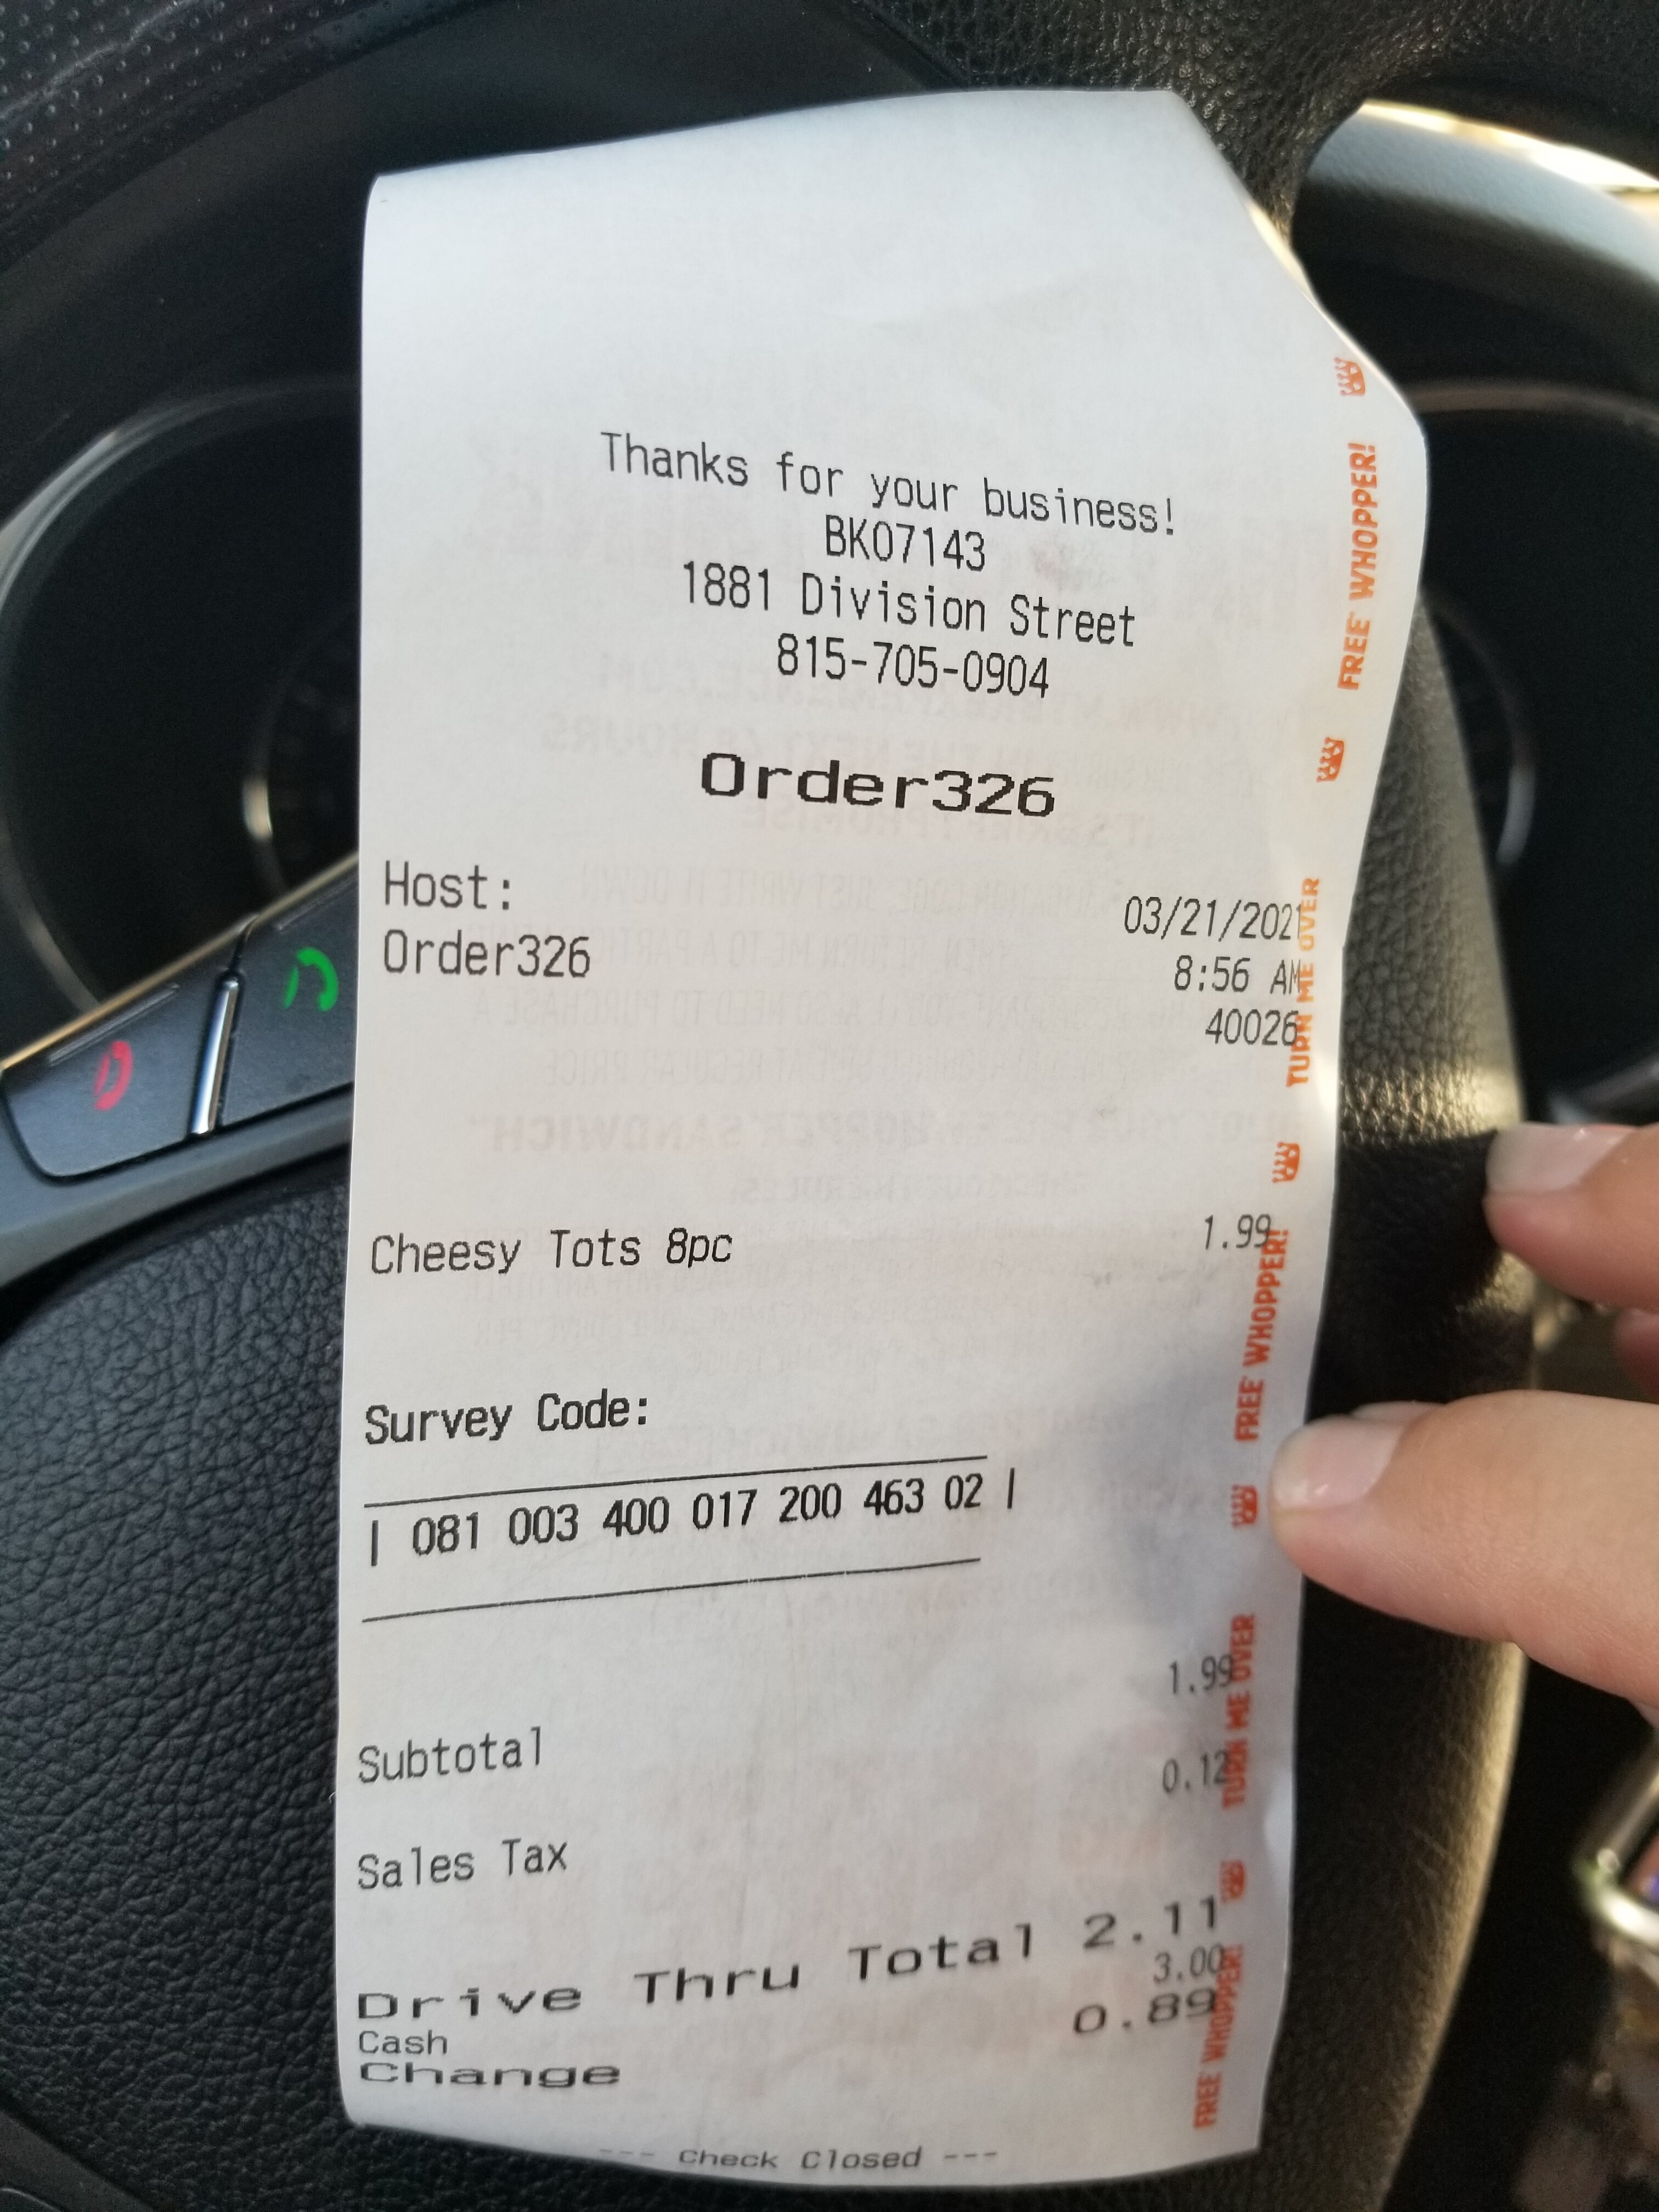 Thanks for your business!
BK07143
1881 Division Street
815-705-0904
Order326
Host:
03/21/2021
Order326
8:56 AM
40026
Cheesy Tots 8pc 1.99
Survey Code:
| 081 003 400 017 200 463 02 |
Subtotal 1.99
Sales Tax 0.12
Drive Thru Total 2.11
Cash 3.00
Change 0.89
--- Check Closed ---
FREE WHOPPER!
TURN ME OVER
FREE WHOPPER!
TURN ME OVER
FREE WHOPPER!